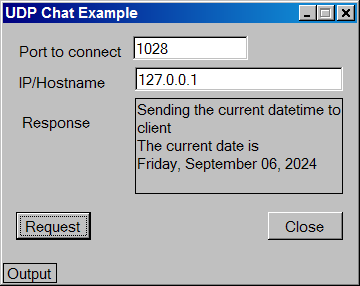 UDP Chat Example
Port to connect 1028
IP/Hostname 127.0.0.1
Response
Sending the current datetime to
client
The current date is
Friday, September 06, 2024
Request Close
Output